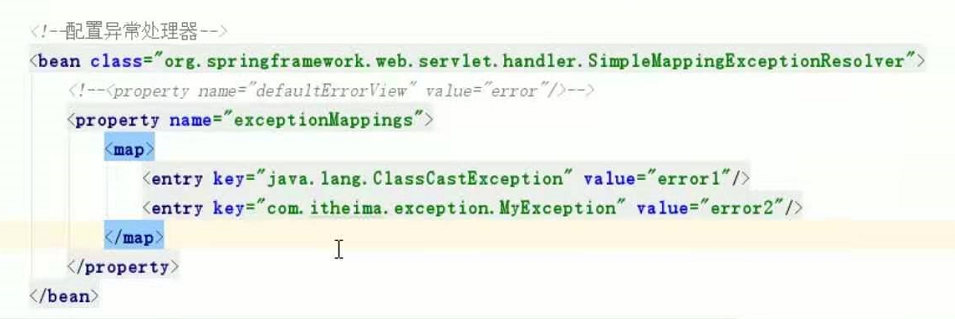 <!--配置异常处理器-->
<bean class="org.springframework.web.servlet.handler.SimpleMappingExceptionResolver">
<!--<property name="defaultErrorView" value="error"/>-->
<property name="exceptionMappings">
<map>
<entry key="java.lang.ClassCastException" value="error1"/>
<entry key="com.itheima.exception.MyException" value="error2"/>
</map>
</property>
</bean>